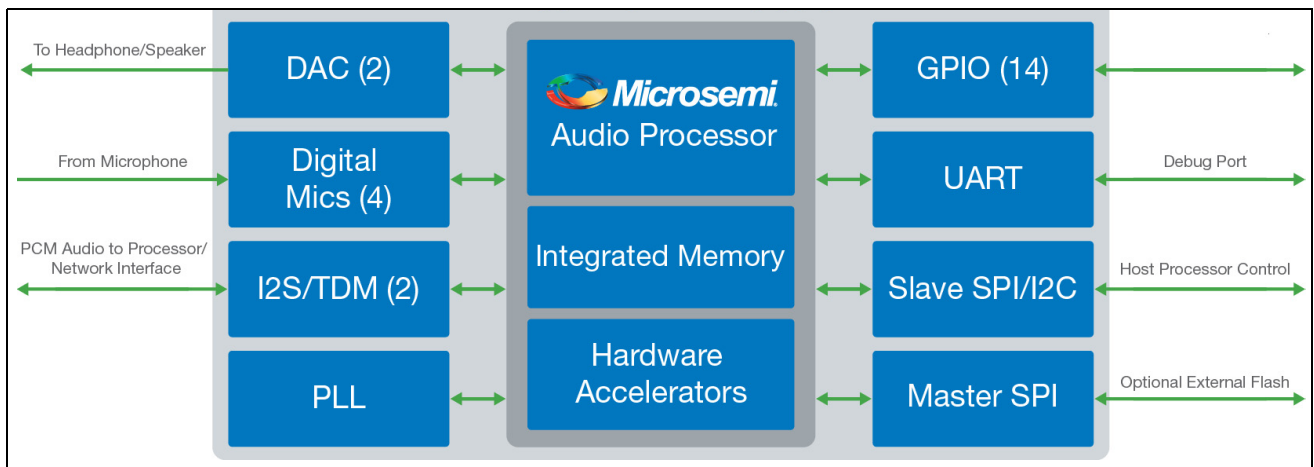 To Headphone/Speaker
DAC (2)
Microsemi.
Audio Processor
GPIO (14)
From Microphone
Digital
Mics (4)
UART
Debug Port
PCM Audio to Processor/
Network Interface
I2S/TDM (2)
Integrated Memory
Slave SPI/I2C
Host Processor Control
PLL
Hardware
Accelerators
Master SPI
Optional External Flash